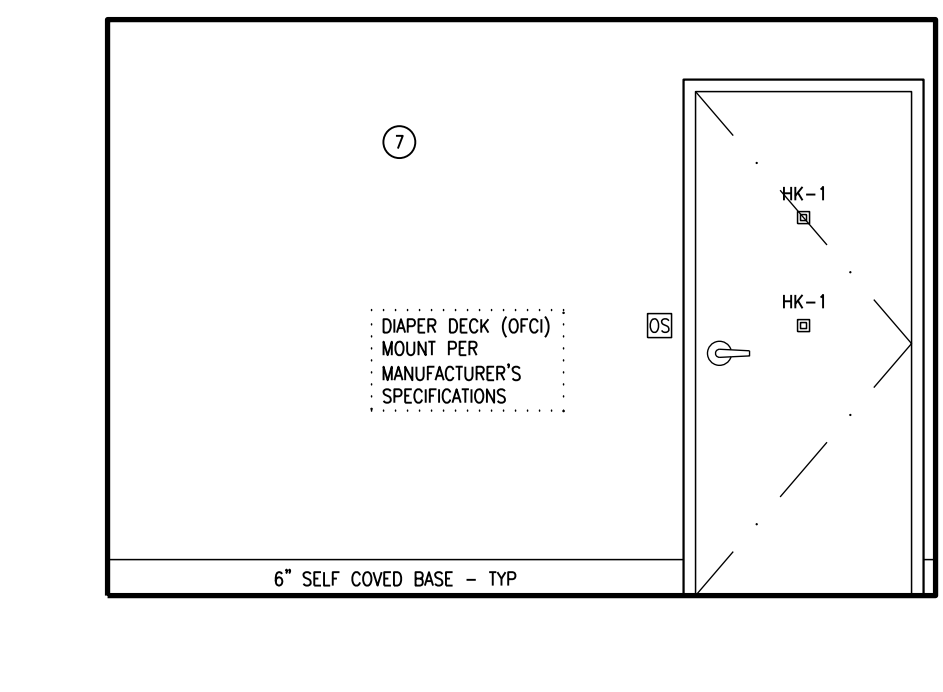 7
HK-1
HK-1
DIAPER DECK (OFCI)
MOUNT PER
MANUFACTURER'S
SPECIFICATIONS
OS
6" SELF COVED BASE - TYP